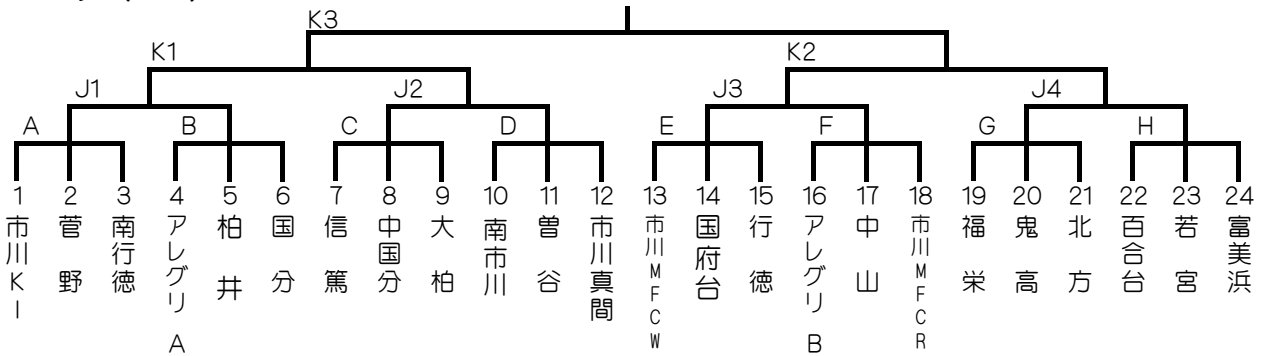 K3
K1 K2
J1 J2 J3 J4
A B C D E F G H
1 2 3 4 5 6 7 8 9 10 11 12 13 14 15 16 17 18 19 20 21 22 23 24
市川KI
菅野
南行徳
アレグリA
柏井
国分
信篤
中国分
大柏
南市川
曽谷
市川真間
市川MFCW
国府台
行徳
アレグリB
中山
市川MFCR
福栄
鬼高
北方
百合台
若宮
富美浜